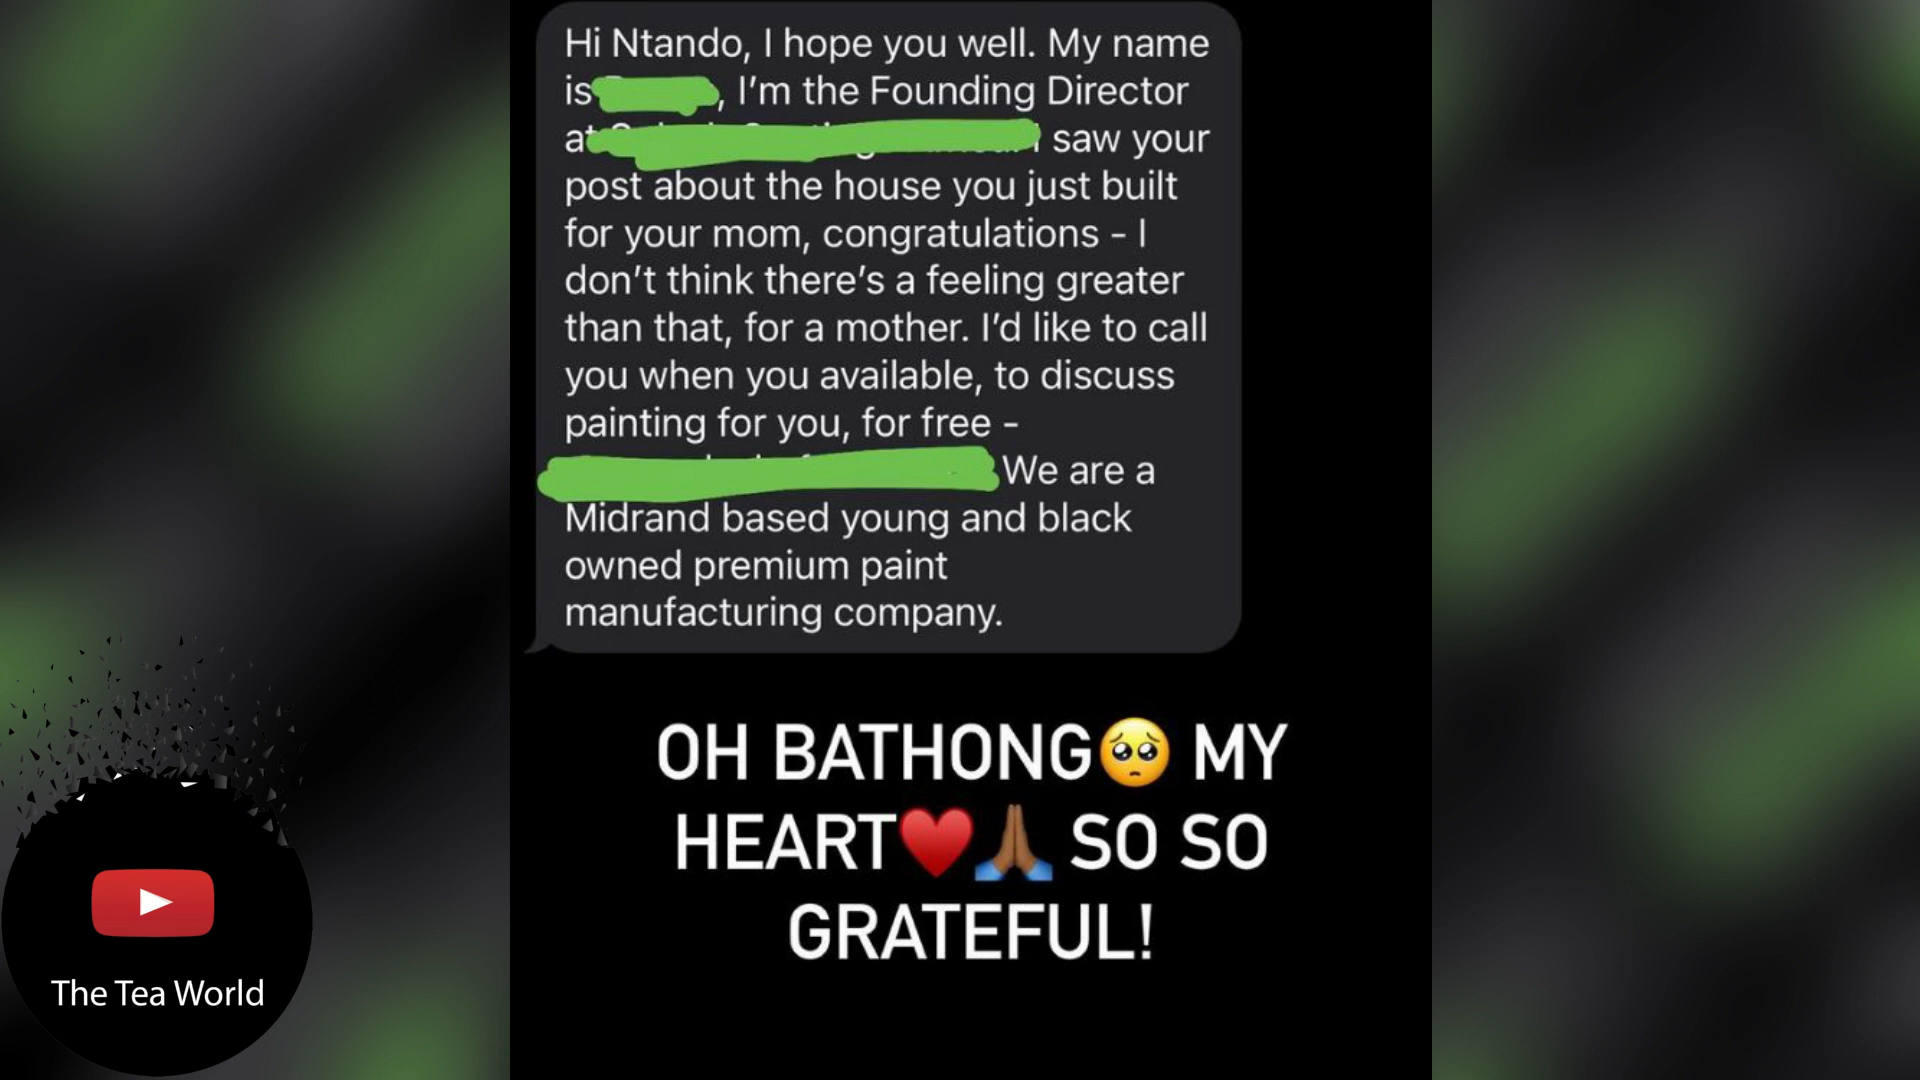 Hi Ntando, I hope you well. My name
is , I'm the Founding Director
at saw your
post about the house you just built
for your mom, congratulations - I
don't think there's a feeling greater
than that, for a mother. I'd like to call
you when you available, to discuss
painting for you, for free -
We are a
Midrand based young and black
owned premium paint
manufacturing company.
OH BATHONG🥺 MY
HEART♥️🙏🏾 SO SO
GRATEFUL!
The Tea World